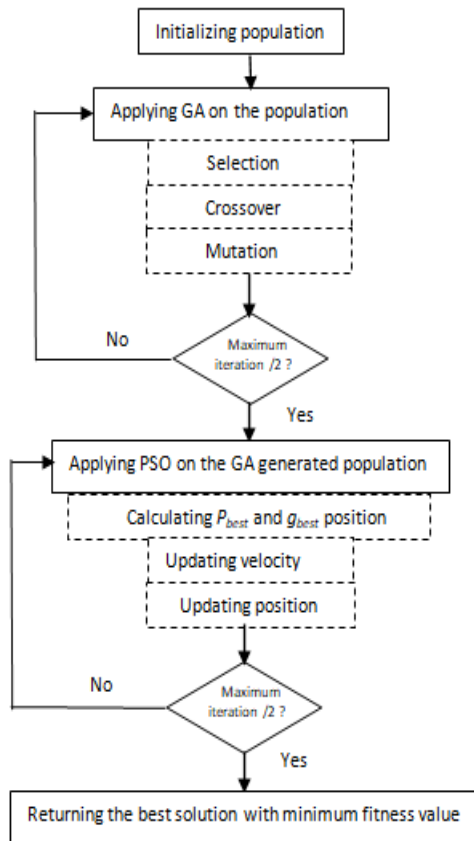 Initializing population
Applying GA on the population
Selection
Crossover
Mutation
No
Maximum
iteration /2 ?
Yes
Applying PSO on the GA generated population
Calculating Pbest and gbest position
Updating velocity
Updating position
No
Maximum
iteration /2 ?
Yes
Returning the best solution with minimum fitness value